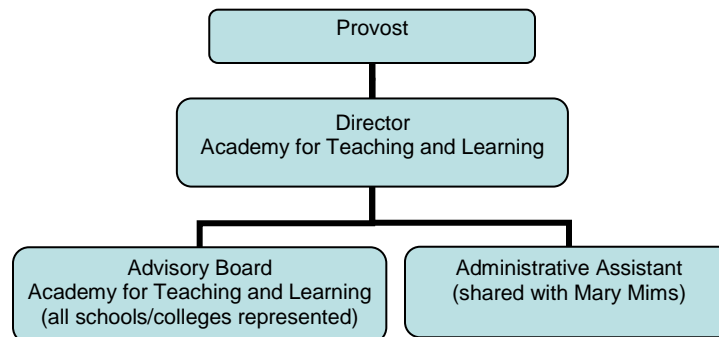 Provost
Director
Academy for Teaching and Learning
Advisory Board
Academy for Teaching and Learning
(all schools/colleges represented)
Administrative Assistant
(shared with Mary Mims)